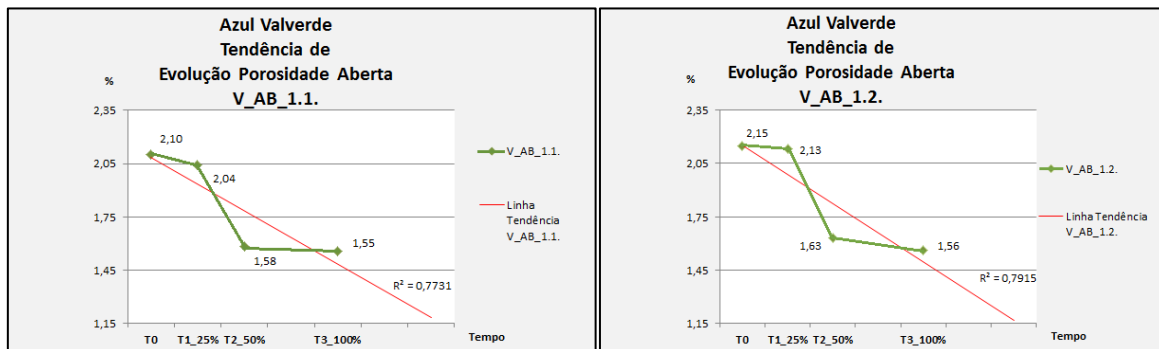 Azul Valverde
Tendência de
Evolução Porosidade Aberta
V_AB_1.1.
%
2,35
2,05
1,75
1,45
1,15
2,10
2,04
1,58
1,55
R² = 0,7731
T0
T1_25%
T2_50%
T3_100%
Tempo
V_AB_1.1.
Linha
Tendência
V_AB_1.1.
Azul Valverde
Tendência de
Evolução Porosidade Aberta
V_AB_1.2.
%
2,35
2,05
1,75
1,45
1,15
2,15
2,13
1,63
1,56
R² = 0,7915
T0
T1_25%
T2_50%
T3_100%
Tempo
V_AB_1.2.
Linha Tendência
V_AB_1.2.